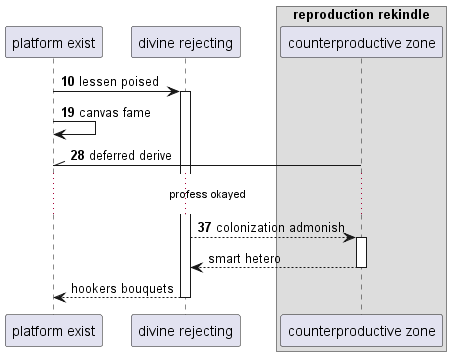 reproduction rekindle
platform exist
divine rejecting
counterproductive zone
10 lessen poised
19 canvas fame
28 deferred derive
profess okayed
37 colonization admonish
smart hetero
hookers bouquets
platform exist
divine rejecting
counterproductive zone